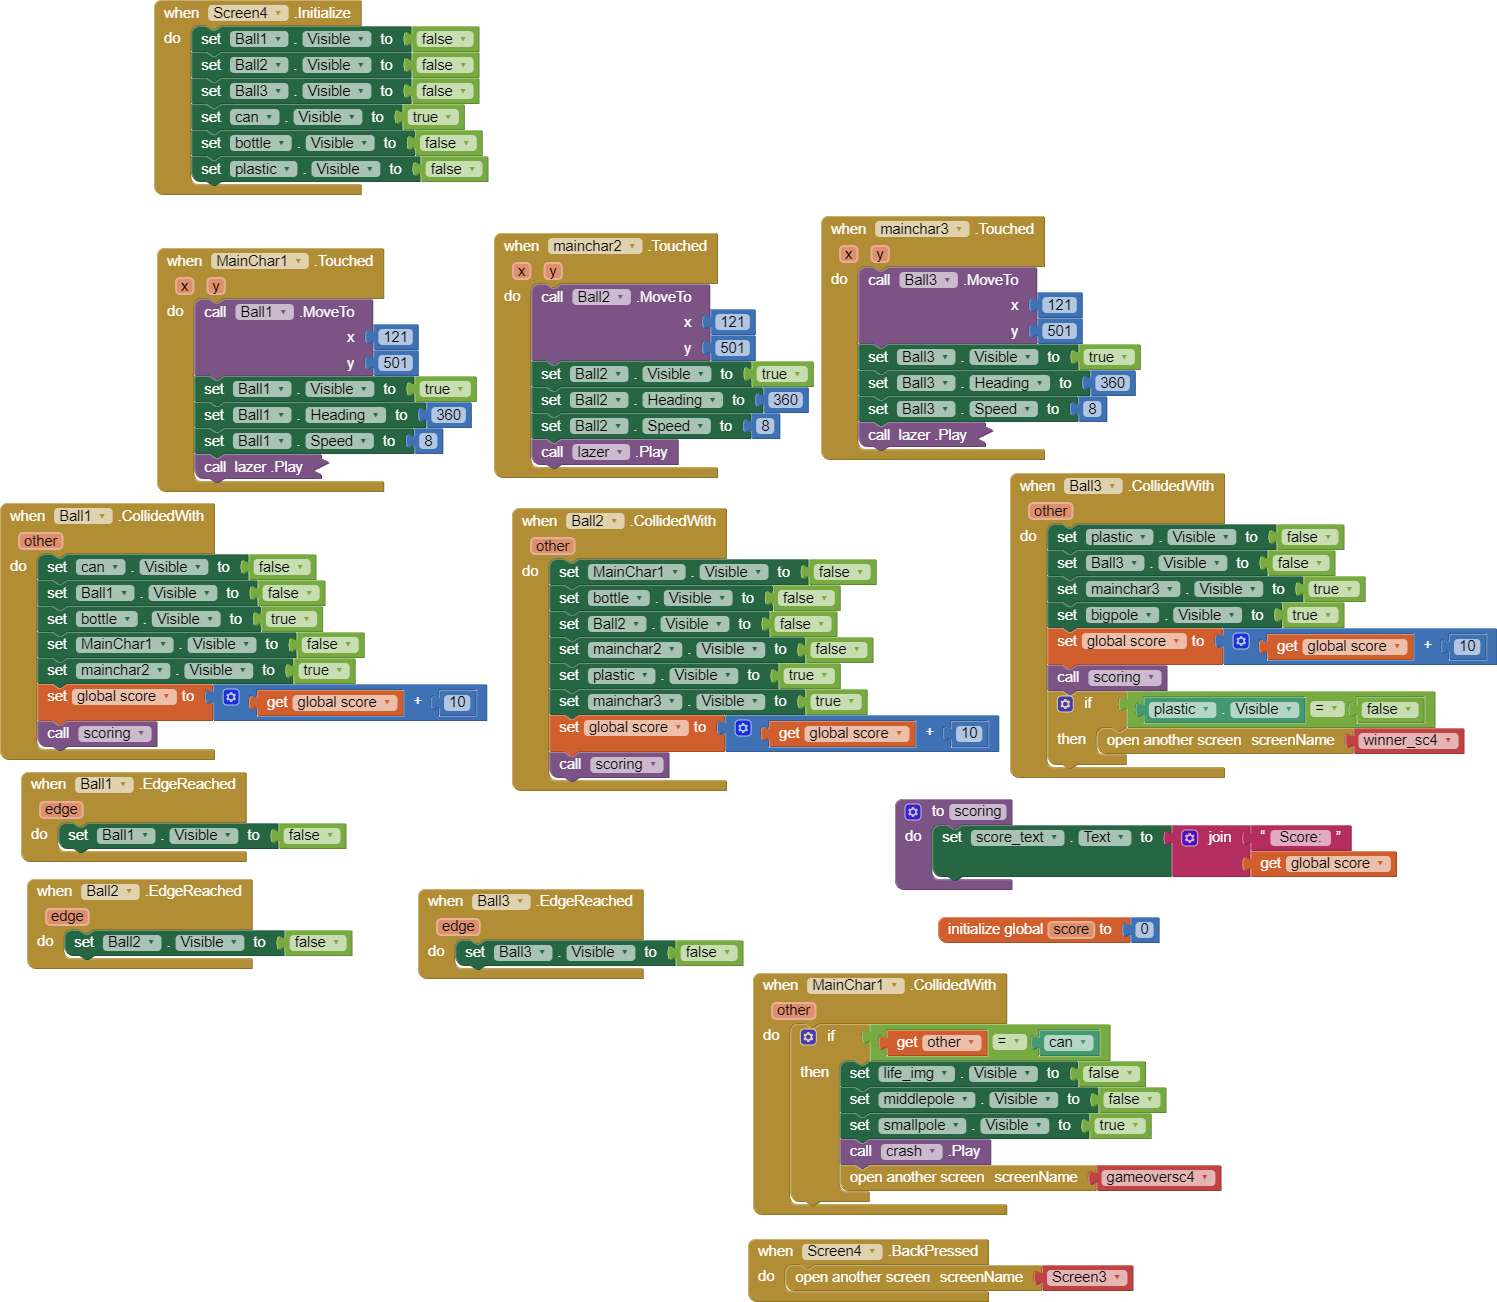 when Screen4 .Initialize
do set Ball1 . Visible to false
set Ball2 . Visible to false
set Ball3 . Visible to false
set can . Visible to true
set bottle . Visible to false
set plastic . Visible to false
when MainChar1 .Touched
x y
do call Ball1 .MoveTo
x 121
y 501
set Ball1 . Visible to true
set Ball1 . Heading to 360
set Ball1 . Speed to 8
call lazer .Play
when mainchar2 .Touched
x y
do call Ball2 .MoveTo
x 121
y 501
set Ball2 . Visible to true
set Ball2 . Heading to 360
set Ball2 . Speed to 8
call lazer .Play
when mainchar3 .Touched
x y
do call Ball3 .MoveTo
x 121
y 501
set Ball3 . Visible to true
set Ball3 . Heading to 360
set Ball3 . Speed to 8
call lazer .Play
when Ball1 .CollidedWith
other
do set can . Visible to false
set Ball1 . Visible to false
set bottle . Visible to true
set MainChar1 . Visible to false
set mainchar2 . Visible to true
set global score to get global score + 10
call scoring
when Ball2 .CollidedWith
other
do set MainChar1 . Visible to false
set bottle . Visible to false
set Ball2 . Visible to false
set mainchar2 . Visible to false
set plastic . Visible to true
set mainchar3 . Visible to true
set global score to get global score + 10
call scoring
when Ball3 .CollidedWith
other
do set plastic . Visible to false
set Ball3 . Visible to false
set mainchar3 . Visible to true
set bigpole . Visible to true
set global score to get global score + 10
call scoring
if plastic . Visible = false
then open another screen screenName winner_sc4
when Ball1 .EdgeReached
edge
do set Ball1 . Visible to false
when Ball2 .EdgeReached
edge
do set Ball2 . Visible to false
when Ball3 .EdgeReached
edge
do set Ball3 . Visible to false
to scoring
do set score_text . Text to join " Score: "
get global score
initialize global score to 0
when MainChar1 .CollidedWith
other
do if get other = can
then set life_img . Visible to false
set middlepole . Visible to false
set smallpole . Visible to true
call crash .Play
open another screen screenName gameoversc4
when Screen4 .BackPressed
do open another screen screenName Screen3